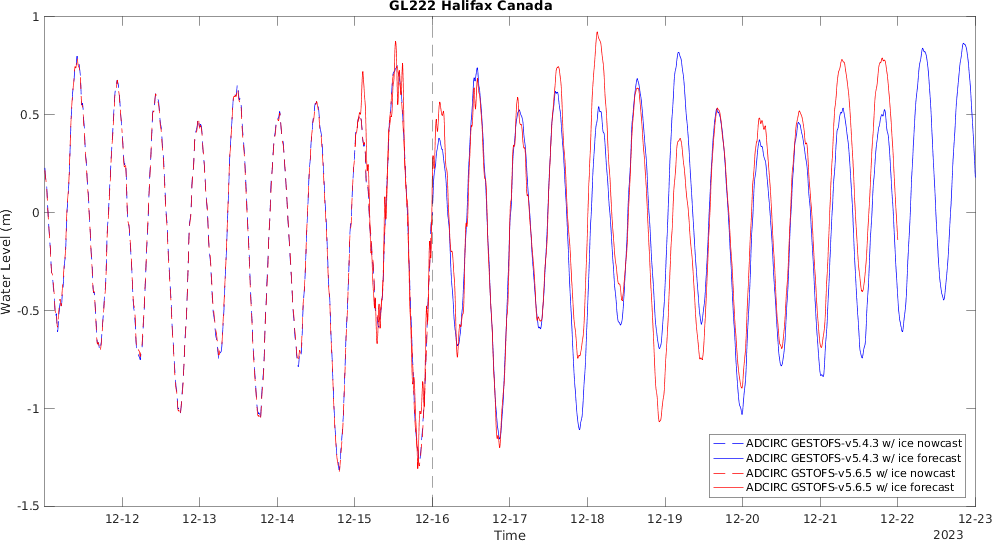 GL222 Halifax Canada
1
0.5
0
-0.5
-1
-1.5
Water Level (m)
ADCIRC GESTOFS-v5.4.3 w/ ice nowcast
ADCIRC GESTOFS-v5.4.3 w/ ice forecast
ADCIRC GSTOFS-v5.6.5 w/ ice nowcast
ADCIRC GSTOFS-v5.6.5 w/ ice forecast
12-12 12-13 12-14 12-15 12-16 12-17 12-18 12-19 12-20 12-21 12-22 12-23
Time
2023